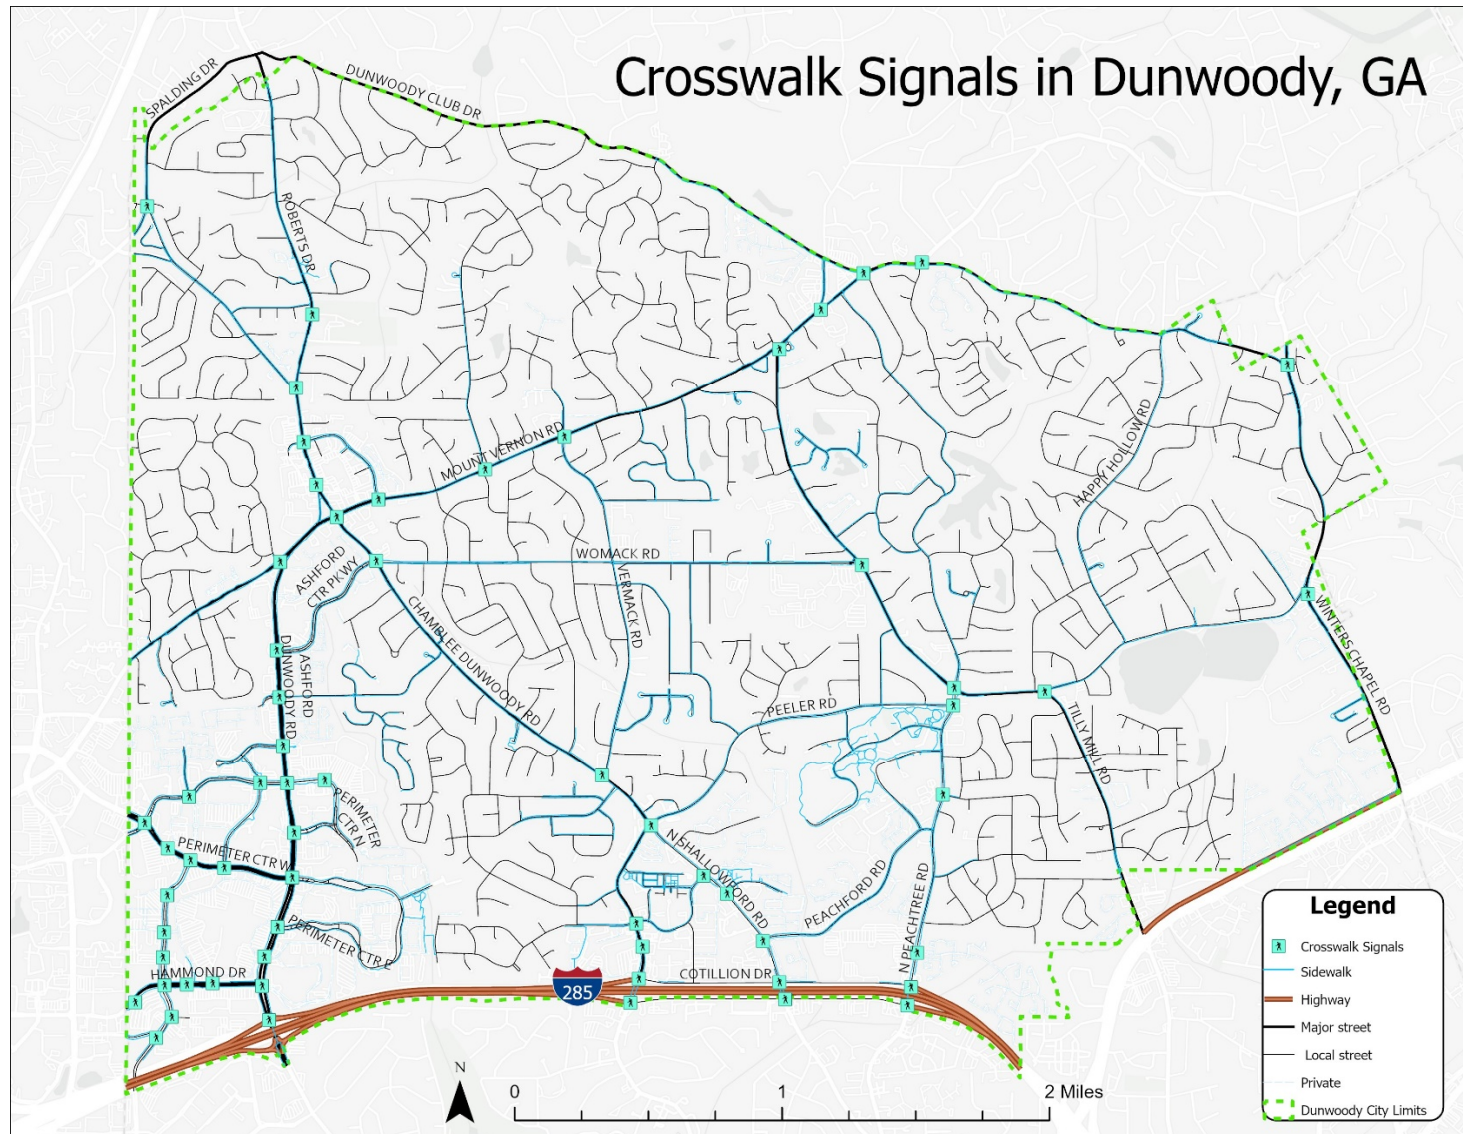 Crosswalk Signals in Dunwoody, GA
SPALDING DR
DUNWOODY CLUB DR
ROBERTS DR
MOUNT VERNON RD
HAPPY HOLLOW RD
ASHFORD
CTR PKWY
WOMACK RD
VERMACK RD
CHAMBLEE DUNWOODY RD
WINTERS CHAPEL RD
ASHFORD
DUNWOODY RD
PEELER RD
TILLY MILL RD
PERIMETER
CTR N
PERIMETER CTR W
N SHALLOWFORD RD
PEACHFORD RD
N PEACHTREE RD
PERIMETER CTR E
HAMMOND DR
COTILLION DR
285
N
0 1 2 Miles
Legend
Crosswalk Signals
Sidewalk
Highway
Major street
Local street
Private
Dunwoody City Limits